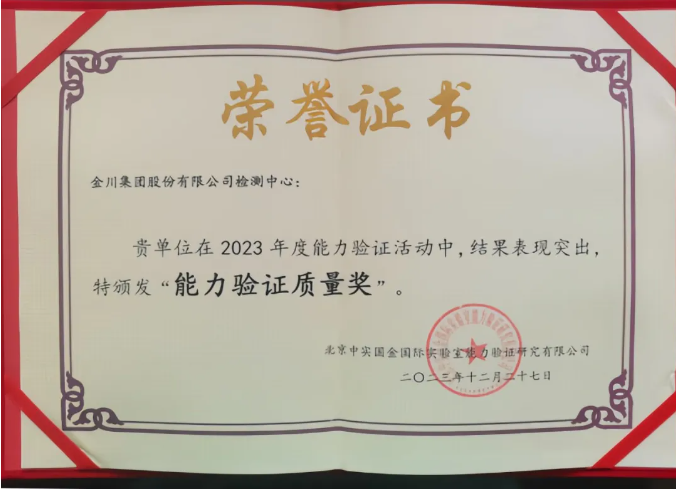 荣誉证书
金川集团股份有限公司检测中心：
贵单位在 2023 年度能力验证活动中，结果表现突出，
特颁发“能力验证质量奖”。
北京中实国金国际实验室能力验证研究有限公司
二〇二三年十二月二十七日